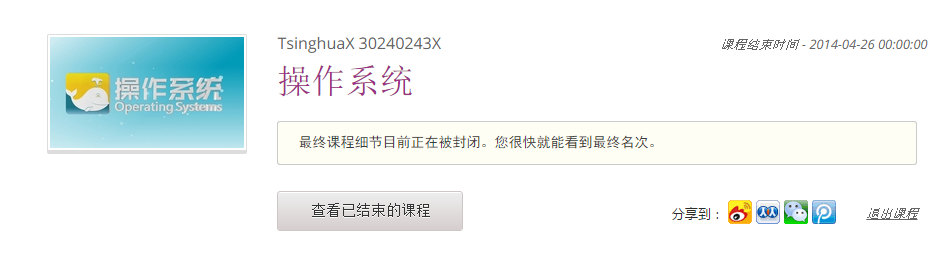 TsinghuaX 30240243X
课程结束时间 - 2014-04-26 00:00:00
操作系统
操作系统
Operating Systems
最终课程细节目前正在被封闭。您很快就能看到最终名次。
查看已结束的课程
分享到：
退出课程